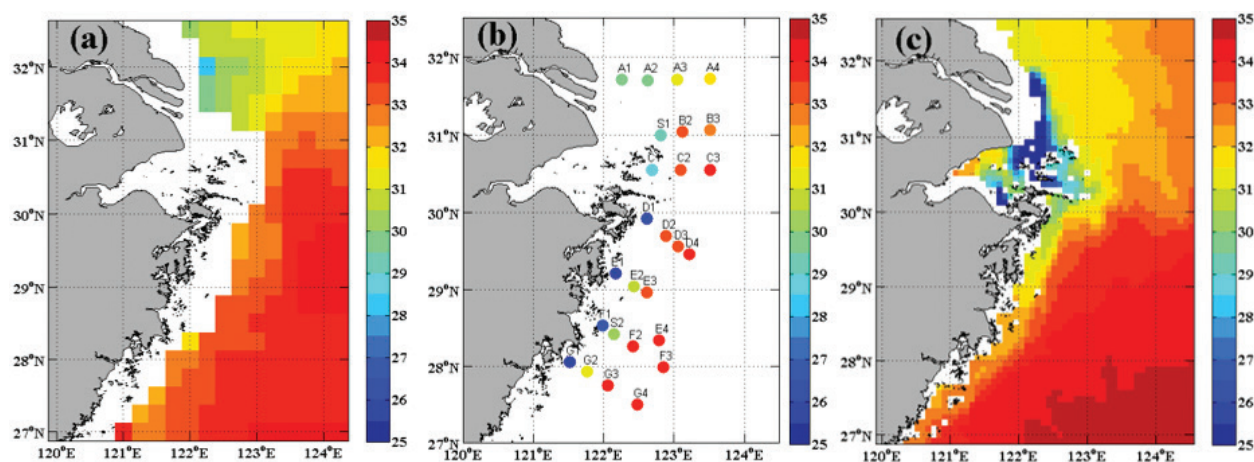 (a)
32°N
31°N
30°N
29°N
28°N
27°N
120°E 121°E 122°E 123°E 124°E
35
34
33
32
31
30
29
28
27
26
25
(b)
32°N
31°N
30°N
29°N
28°N
27°N
120°E 121°E 122°E 123°E 124°E
A1 A2 A3 A4
S1 B2 B3
C C2 C3
D1
D2
D3
D4
E1
E2
E3
F1
S2
F2
E4
G
G2
F3
G3
G4
35
34
33
32
31
30
29
28
27
26
25
(c)
32°N
31°N
30°N
29°N
28°N
27°N
120°E 121°E 122°E 123°E 124°E
35
34
33
32
31
30
29
28
27
26
25